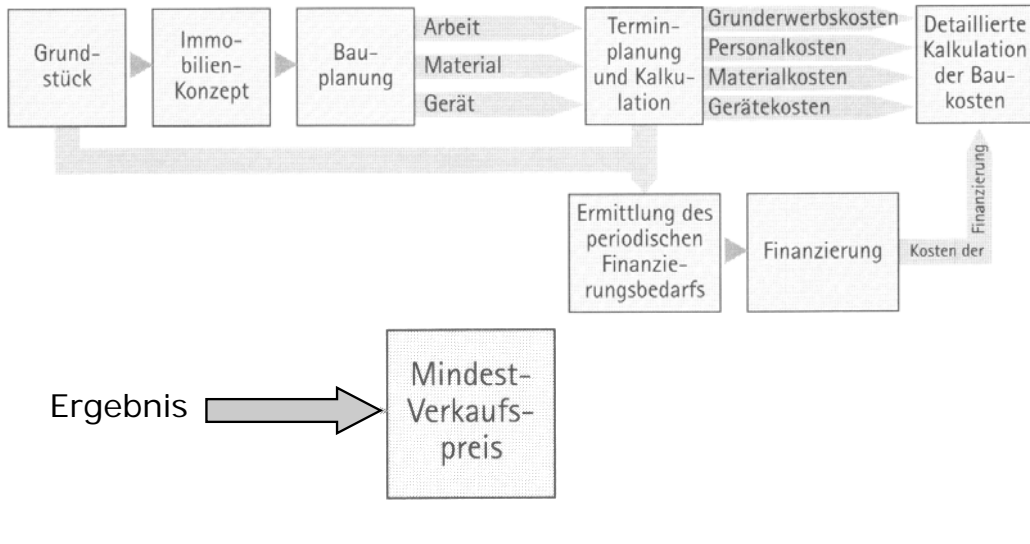 Grund-
stück
Immo-
bilien-
Konzept
Bau-
planung
Arbeit
Material
Gerät
Termin-
planung
und Kalku-
lation
Grunderwerbskosten
Personalkosten
Materialkosten
Gerätekosten
Detaillierte
Kalkulation
der Bau-
kosten
Ermittlung des
periodischen
Finanzie-
rungsbedarfs
Finanzierung
Kosten der
Finanzierung
Ergebnis
Mindest-
Verkaufs-
preis